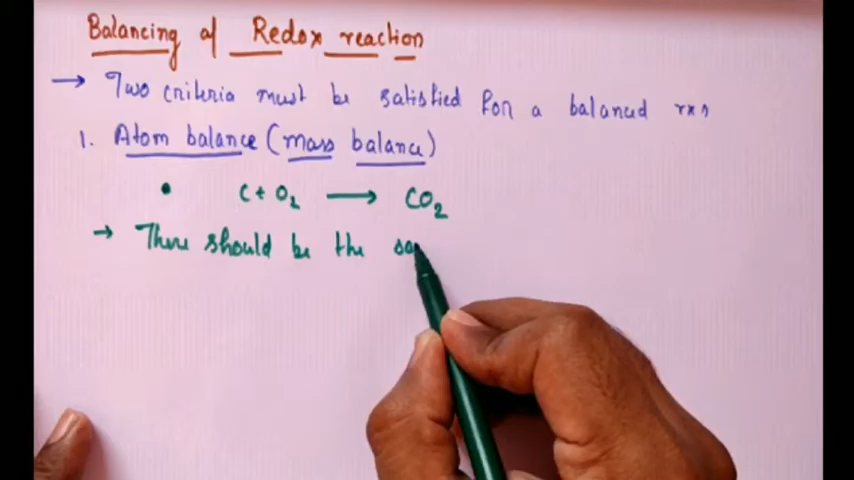 Balancing of Redox reaction
→ Two criteria must be satisfied for a balanced rxn
1. Atom balance (mass balance)
• C + O₂ ⟶ CO₂
→ There should be the sa